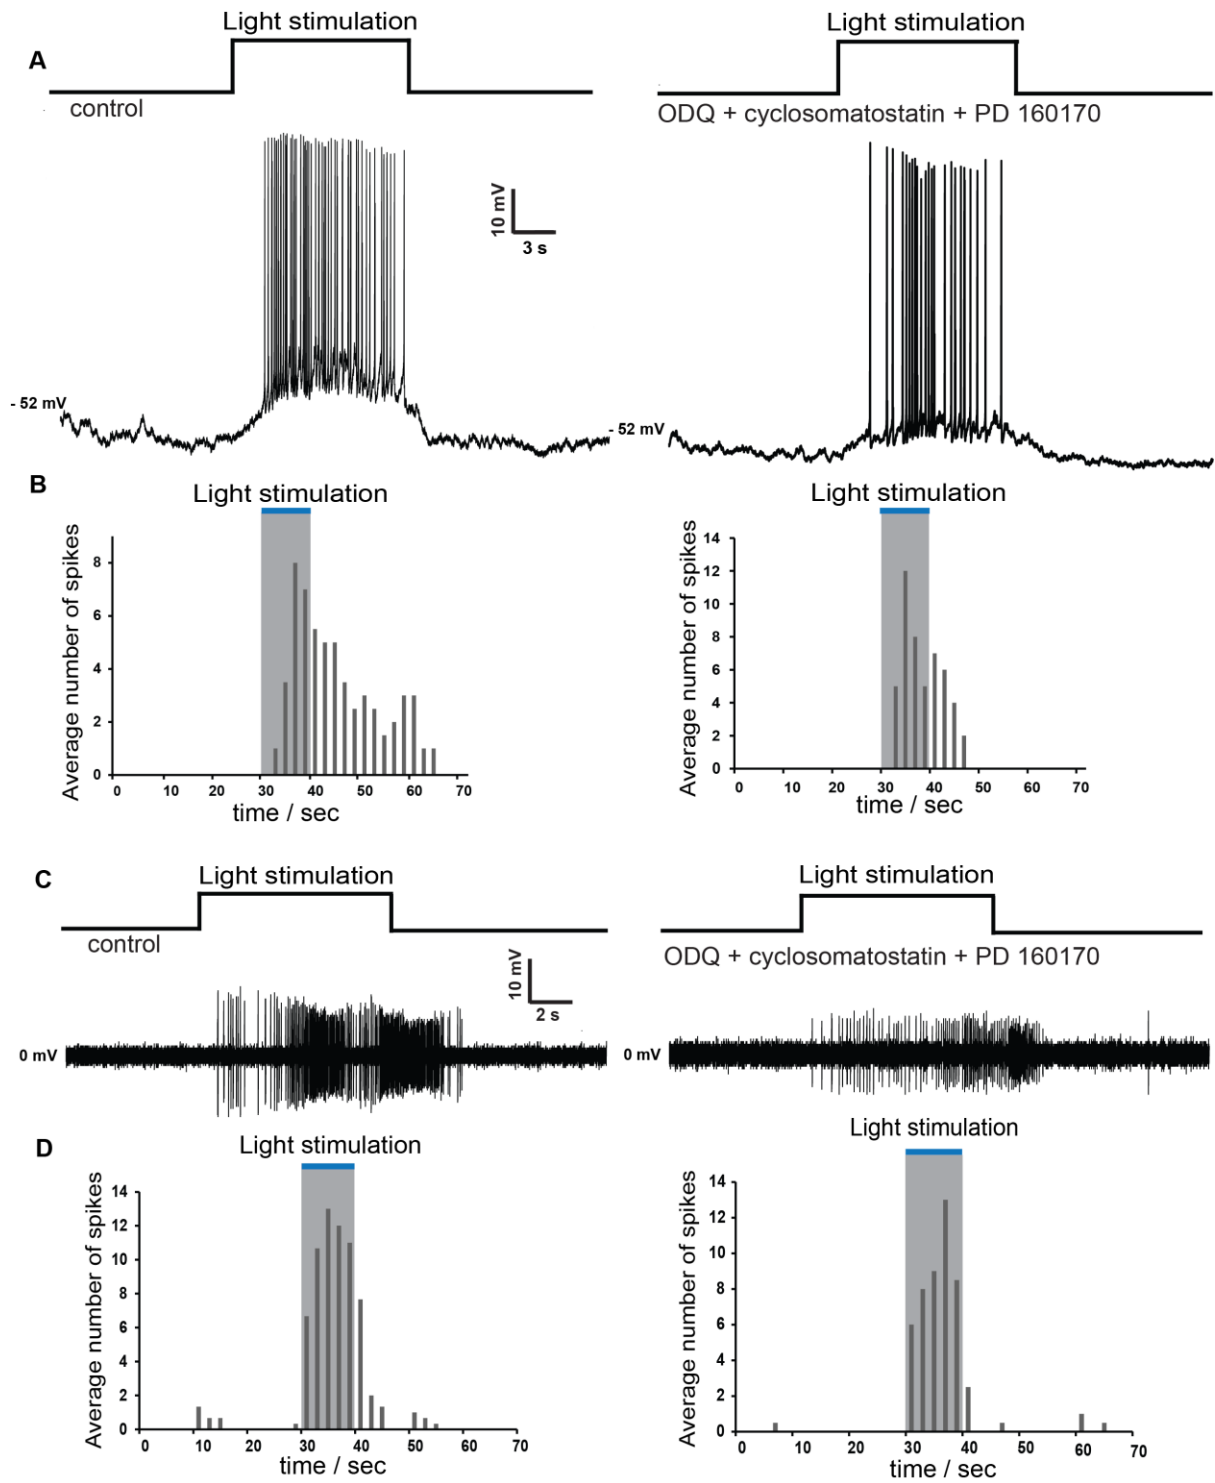 Light stimulation
Light stimulation
A
control
ODQ + cyclosomatostatin + PD 160170
10 mV
3 s
- 52 mV
- 52 mV
B
Light stimulation
Light stimulation
Average number of spikes
8
6
4
2
0
0 10 20 30 40 50 60 70
time / sec
Average number of spikes
14
12
10
8
6
4
2
0
0 10 20 30 40 50 60 70
time / sec
C
Light stimulation
Light stimulation
control
ODQ + cyclosomatostatin + PD 160170
10 mV
2 s
0 mV
0 mV
D
Light stimulation
Light stimulation
Average number of spikes
14
12
10
8
6
4
2
0
0 10 20 30 40 50 60 70
time / sec
Average number of spikes
14
12
10
8
6
4
2
0
0 10 20 30 40 50 60 70
time / sec